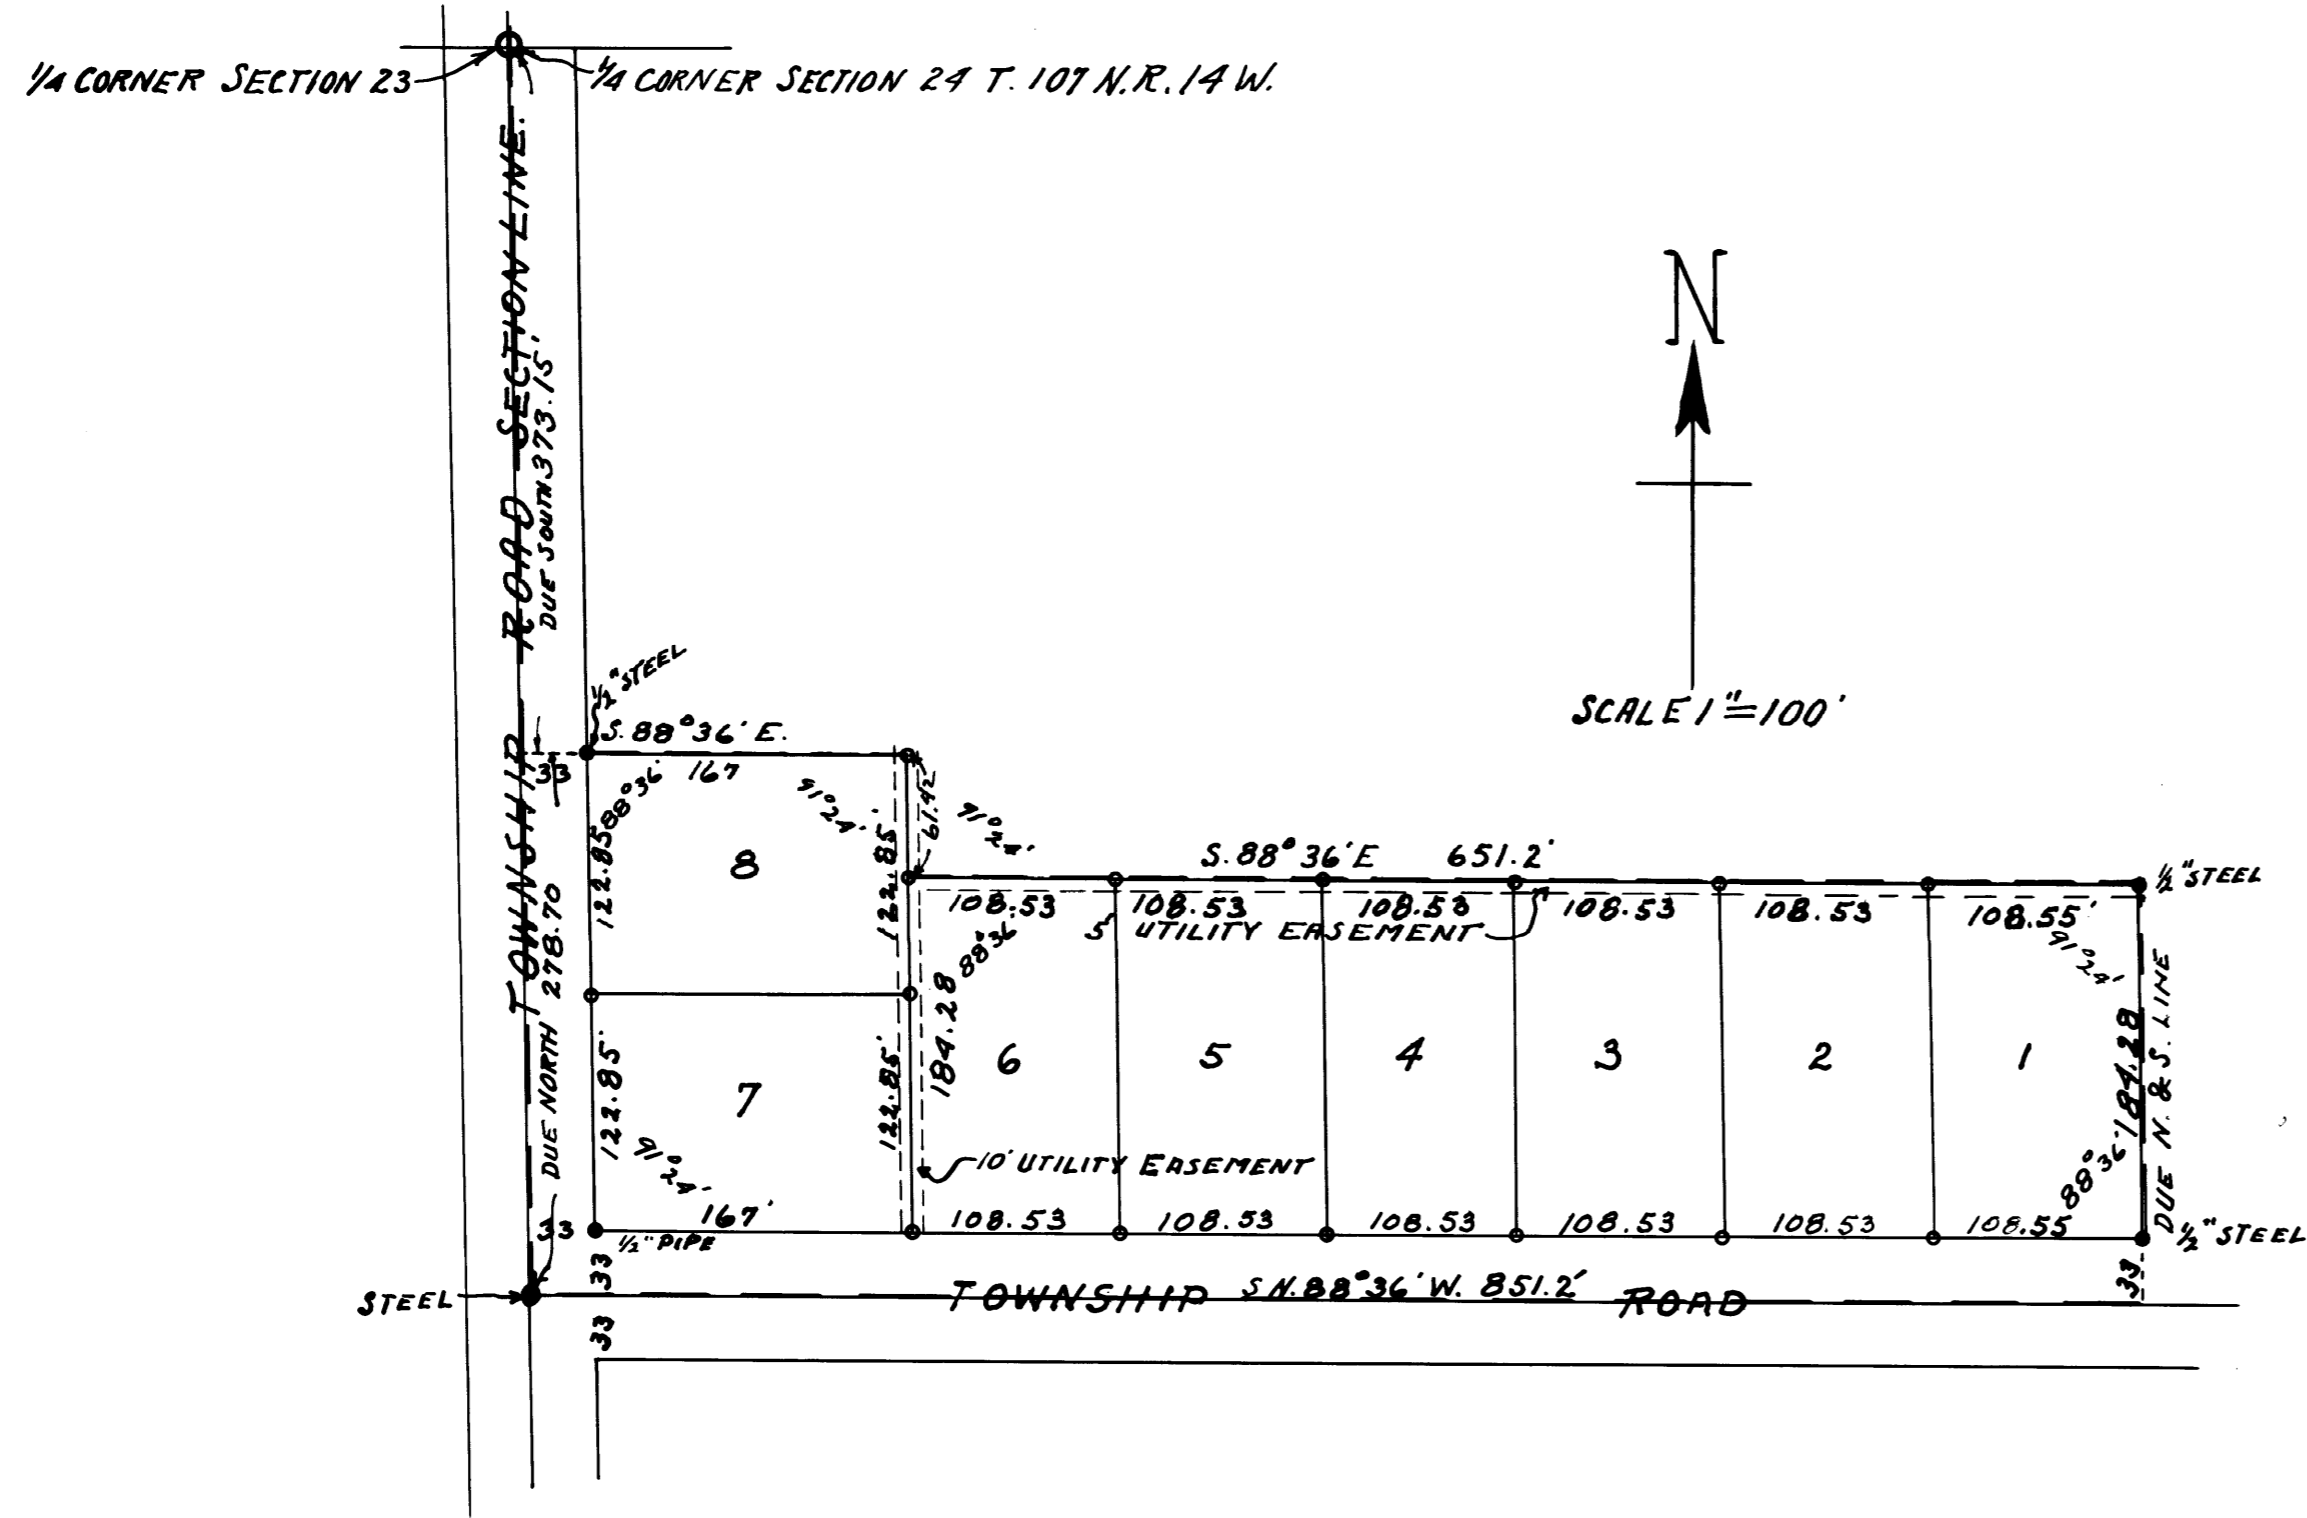 1/4 CORNER SECTION 23
1/4 CORNER SECTION 24 T. 107 N.R. 14 W.
TOWNSHIP ROAD SECTION LINE.
DUE SOUTH 373.15'
N
SCALE 1"=100'
1/2" STEEL
S. 88°36' E.
33
167
88°36'
91°24'
122.85'
8
122.85'
61.42
91°24'
S. 88°36' E 651.2'
1/2" STEEL
108.53
108.53
108.53
108.53
108.53
108.55'
5' UTILITY EASEMENT
88°36'
91°24'
DUE NORTH 278.70
184.28
6
5
4
3
2
1
184.28
DUE N. & S. LINE
122.85'
7
122.85'
91°24'
10' UTILITY EASEMENT
88°36'
167'
108.53
108.53
108.53
108.53
108.53
108.55
33
1/2" PIPE
1/2" STEEL
33
33
STEEL
TOWNSHIP S N. 88°36' W. 851.2' ROAD
33